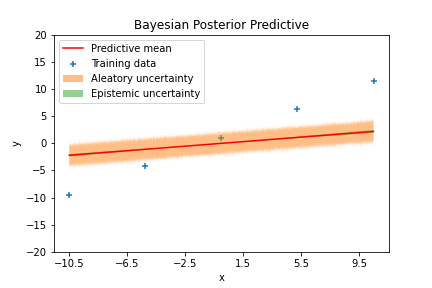 Bayesian Posterior Predictive
Predictive mean
Training data
Aleatory uncertainty
Epistemic uncertainty
20
15
10
5
0
−5
−10
−15
−20
y
−10.5 −6.5 −2.5 1.5 5.5 9.5
x